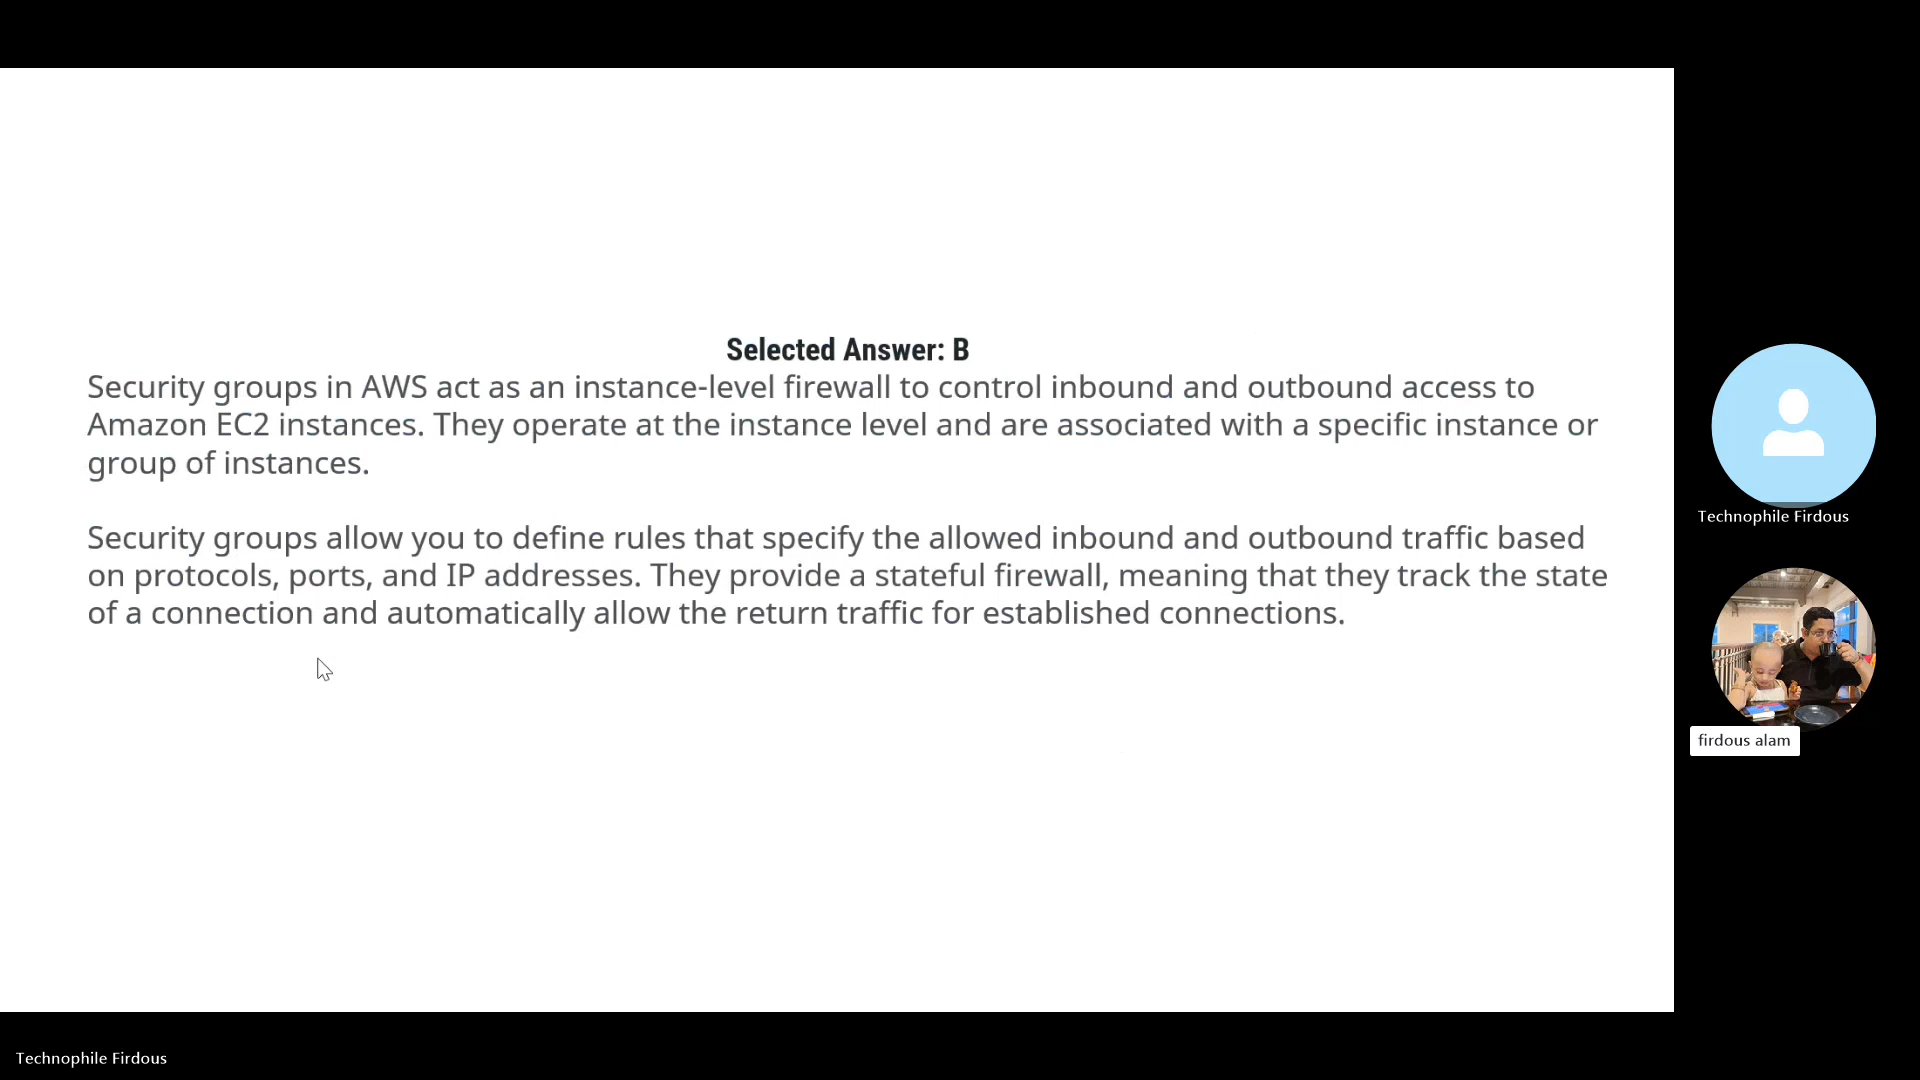 Selected Answer: B
Security groups in AWS act as an instance-level firewall to control inbound and outbound access to
Amazon EC2 instances. They operate at the instance level and are associated with a specific instance or
group of instances.
Security groups allow you to define rules that specify the allowed inbound and outbound traffic based
on protocols, ports, and IP addresses. They provide a stateful firewall, meaning that they track the state
of a connection and automatically allow the return traffic for established connections.
Technophile Firdous
firdous alam
Technophile Firdous